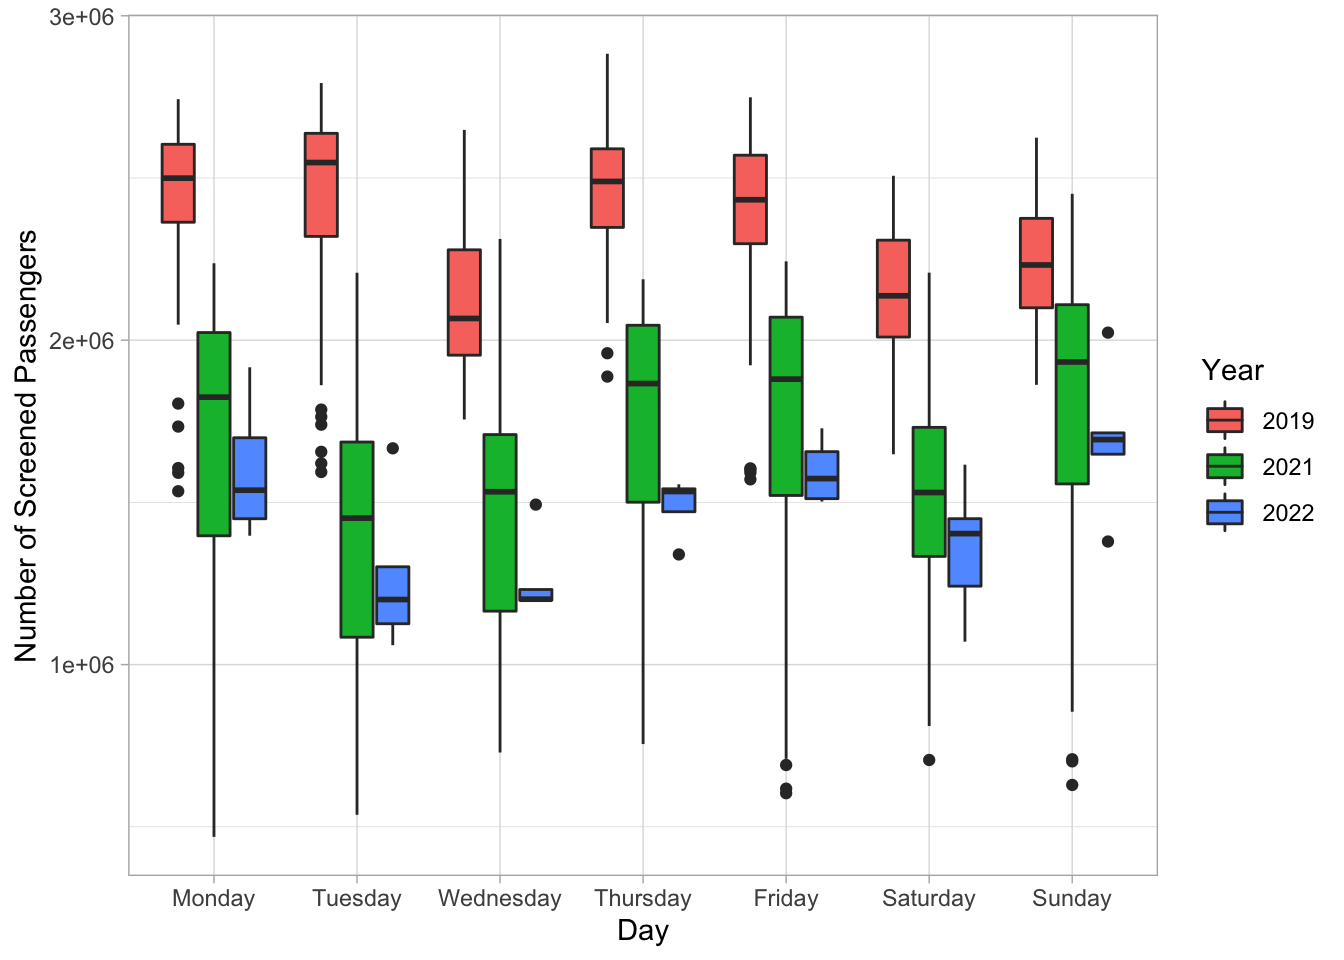 3e+06
2e+06
1e+06
Number of Screened Passengers
Monday
Tuesday
Wednesday
Thursday
Friday
Saturday
Sunday
Day
Year
2019
2021
2022